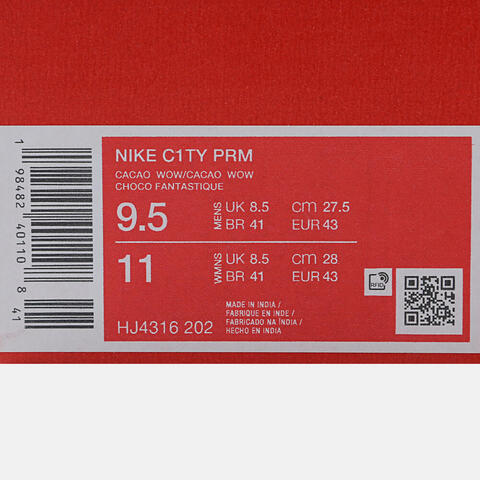 1 98482 40110 8 41
NIKE C1TY PRM
CACAO WOW/CACAO WOW
CHOCO FANTASTIQUE
9.5 MENS UK 8.5 cm 27.5
BR 41 EUR 43
11 WMNS UK 8.5 cm 28
BR 41 EUR 43
RFID
HJ4316 202
MADE IN INDIA /
FABRIQUE EN INDE /
FABRICADO NA ÍNDIA /
HECHO EN INDIA